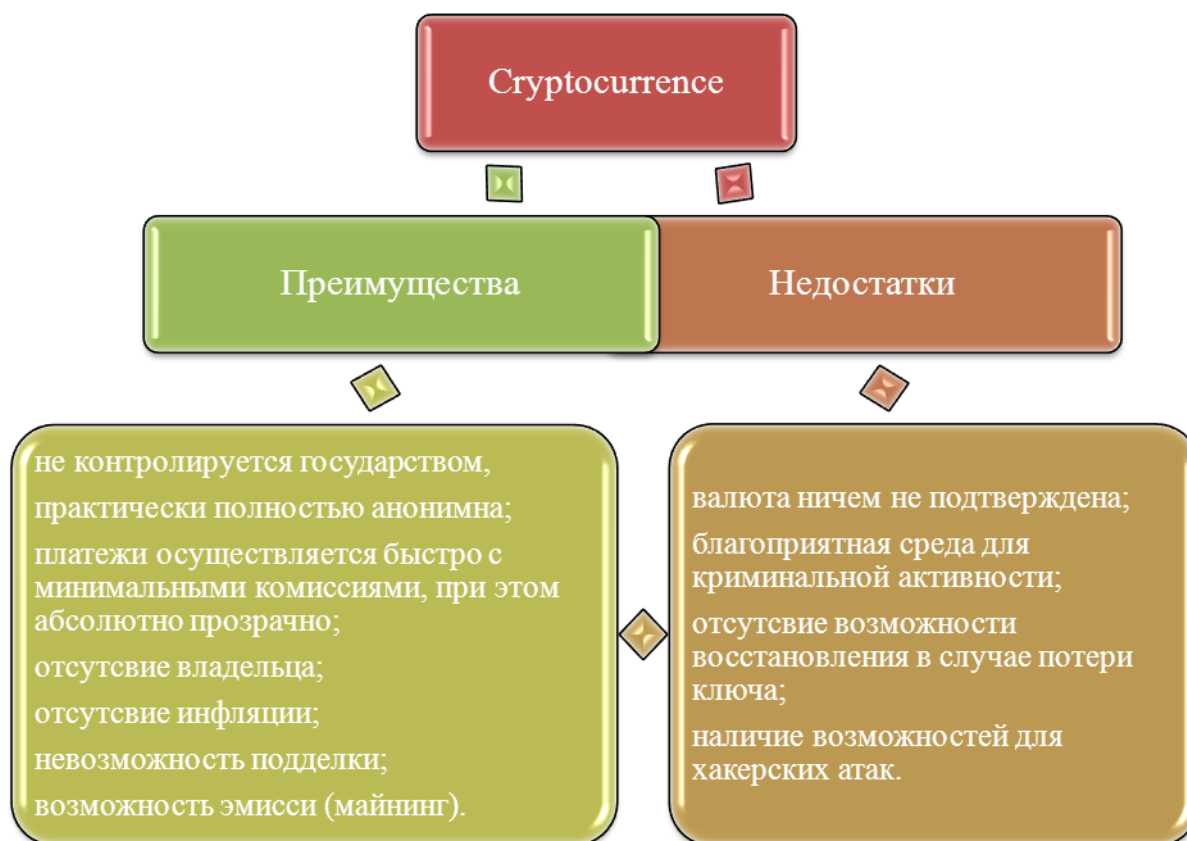 Cryptocurrence
Преимущества
Недостатки
не контролируется государством,
практически полностью анонимна;
платежи осуществляется быстро с
минимальными комиссиями, при этом
абсолютно прозрачно;
отсутсвие владельца;
отсутсвие инфляции;
невозможность подделки;
возможность эмисси (майнинг).
валюта ничем не подтверждена;
благоприятная среда для
криминальной активности;
отсутсвие возможности
восстановления в случае потери
ключа;
наличие возможностей для
хакерских атак.